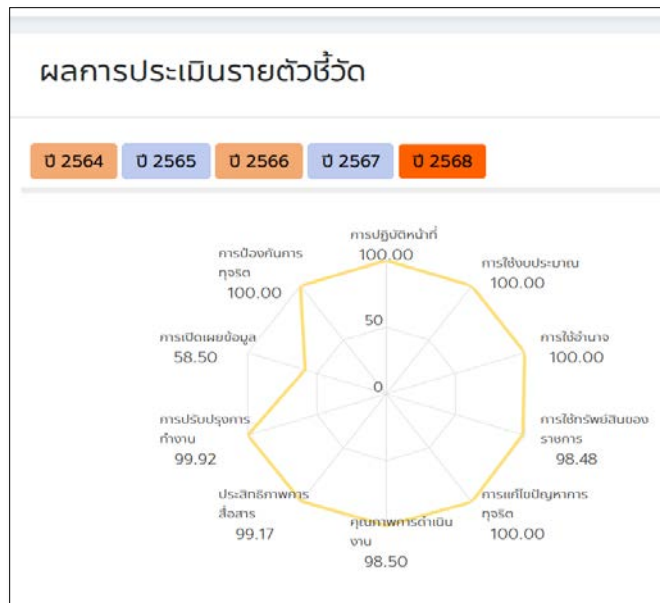 ผลการประเมินรายตัวชี้วัด
ปี 2564 ปี 2565 ปี 2566 ปี 2567 ปี 2568
การปฏิบัติหน้าที่
100.00
การใช้งบประมาณ
100.00
การใช้อำนาจ
100.00
การใช้ทรัพย์สินของ
ราชการ
98.48
การแก้ไขปัญหาการ
ทุจริต
100.00
คุณภาพการดำเนิน
งาน
98.50
ประสิทธิภาพการ
สื่อสาร
99.17
การปรับปรุงการ
ทำงาน
99.92
การเปิดเผยข้อมูล
58.50
การป้องกันการ
ทุจริต
100.00
50
0